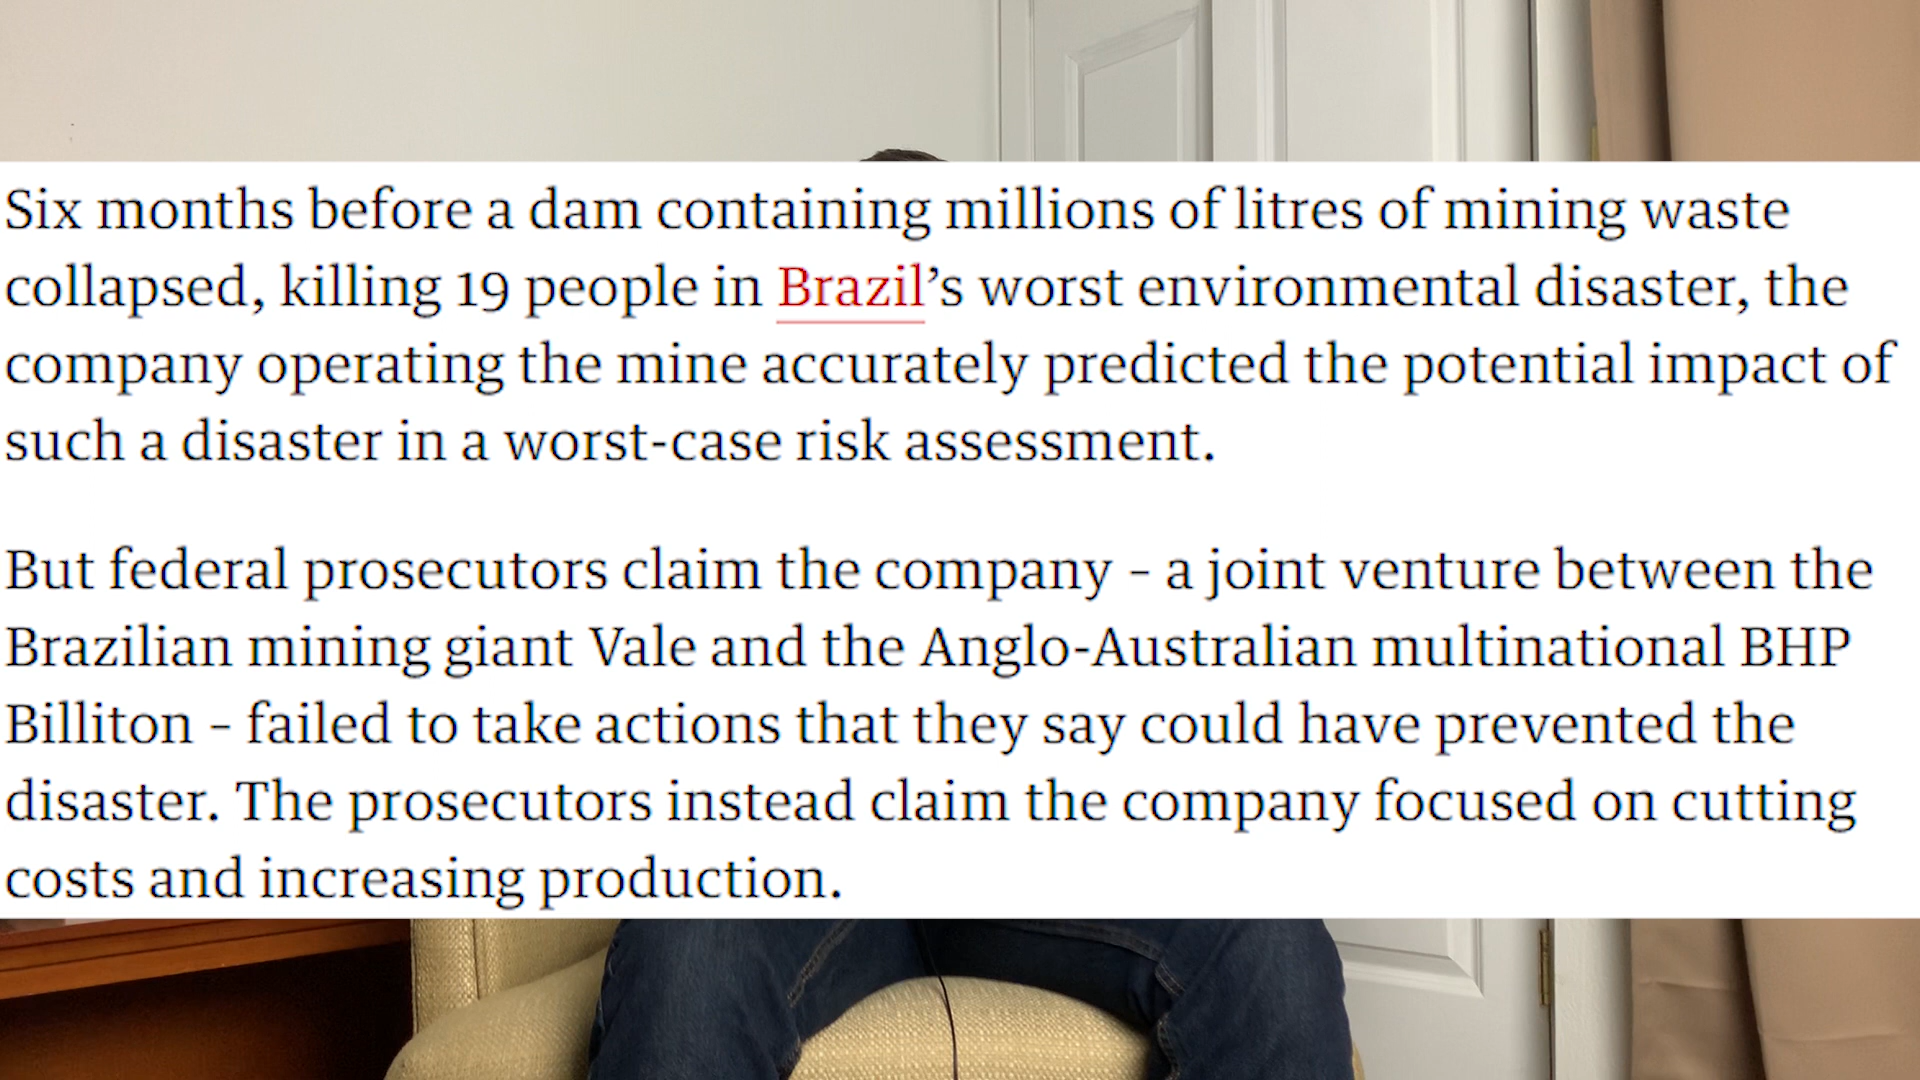 Six months before a dam containing millions of litres of mining waste
collapsed, killing 19 people in Brazil’s worst environmental disaster, the
company operating the mine accurately predicted the potential impact of
such a disaster in a worst-case risk assessment.
But federal prosecutors claim the company – a joint venture between the
Brazilian mining giant Vale and the Anglo-Australian multinational BHP
Billiton – failed to take actions that they say could have prevented the
disaster. The prosecutors instead claim the company focused on cutting
costs and increasing production.